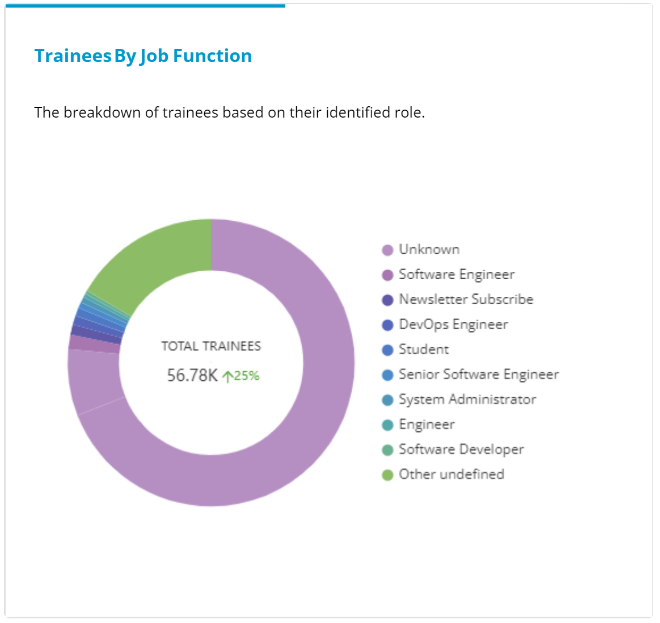 Trainees By Job Function
The breakdown of trainees based on their identified role.
TOTAL TRAINEES
56.78K ↑25%
Unknown
Software Engineer
Newsletter Subscribe
DevOps Engineer
Student
Senior Software Engineer
System Administrator
Engineer
Software Developer
Other undefined